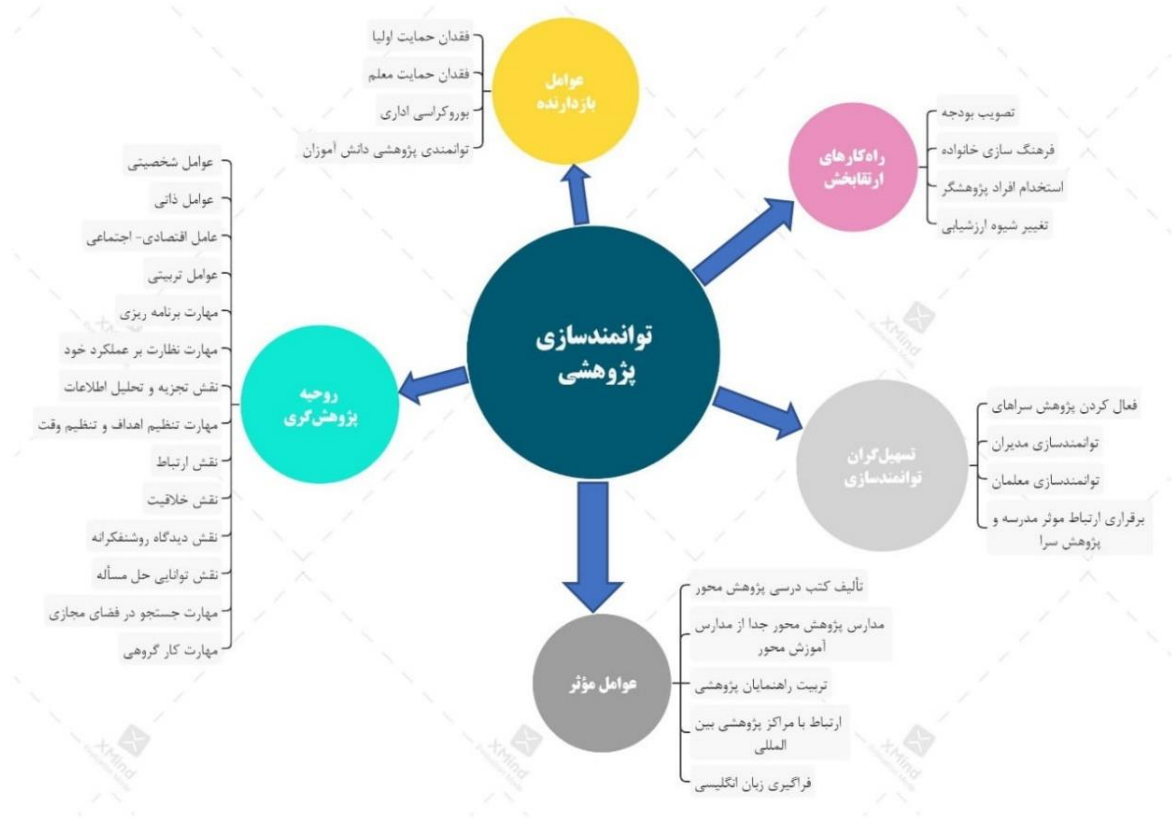 عوامل
بازدارنده
فقدان حمایت اولیا
فقدان حمایت معلم
بوروکراسی اداری
توانمندی پژوهشی دانش آموزان
راه‌کارهای
ارتقابخش
تصویب بودجه
فرهنگ سازی خانواده
استخدام افراد پژوهشگر
تغییر شیوه ارزشیابی
توانمندسازی
پژوهشی
روحیه
پژوهش‌گری
عوامل شخصیتی
عوامل ذاتی
عامل اقتصادی- اجتماعی
عوامل تربیتی
مهارت برنامه ریزی
مهارت نظارت بر عملکرد خود
نقش تجزیه و تحلیل اطلاعات
مهارت تنظیم اهداف و تنظیم وقت
نقش ارتباط
نقش خلاقیت
نقش دیدگاه روشنفکرانه
نقش توانایی حل مسأله
مهارت جستجو در فضای مجازی
مهارت کار گروهی
تسهیل‌گران
توانمندسازی
فعال کردن پژوهش سراهای
توانمندسازی مدیران
توانمندسازی معلمان
برقراری ارتباط موثر مدرسه و
پژوهش سرا
عوامل مؤثر
تألیف کتب درسی پژوهش محور
مدارس پژوهش محور جدا از مدارس
آموزش محور
تربیت راهنمایان پژوهشی
ارتباط با مراکز پژوهشی بین
المللی
فراگیری زبان انگلیسی
XMind
XMind
XMind